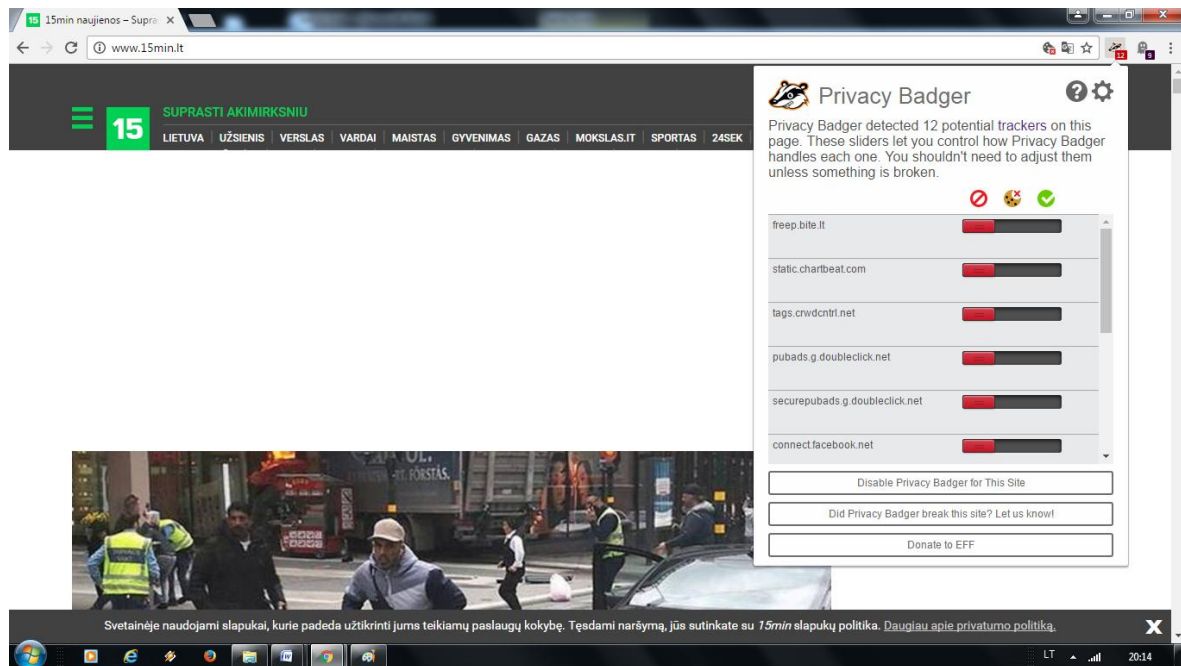 15 15min naujienos – Supra
www.15min.lt
12
9
15
SUPRASTI AKIMIRKSNIU
LIETUVA UŽSIENIS VERSLAS VARDAI MAISTAS GYVENIMAS GAZAS MOKSLAS.IT SPORTAS 24SEK
Privacy Badger
Privacy Badger detected 12 potential trackers on this
page. These sliders let you control how Privacy Badger
handles each one. You shouldn't need to adjust them
unless something is broken.
freep.bite.lt
static.chartbeat.com
tags.crwdcntrl.net
pubads.g.doubleclick.net
securepubads.g.doubleclick.net
connect.facebook.net
Disable Privacy Badger for This Site
Did Privacy Badger break this site? Let us know!
Donate to EFF
Svetainėje naudojami slapukai, kurie padeda užtikrinti jums teikiamų paslaugų kokybę. Tęsdami naršymą, jūs sutinkate su 15min slapukų politika. Daugiau apie privatumo politiką. X
LT 20:14